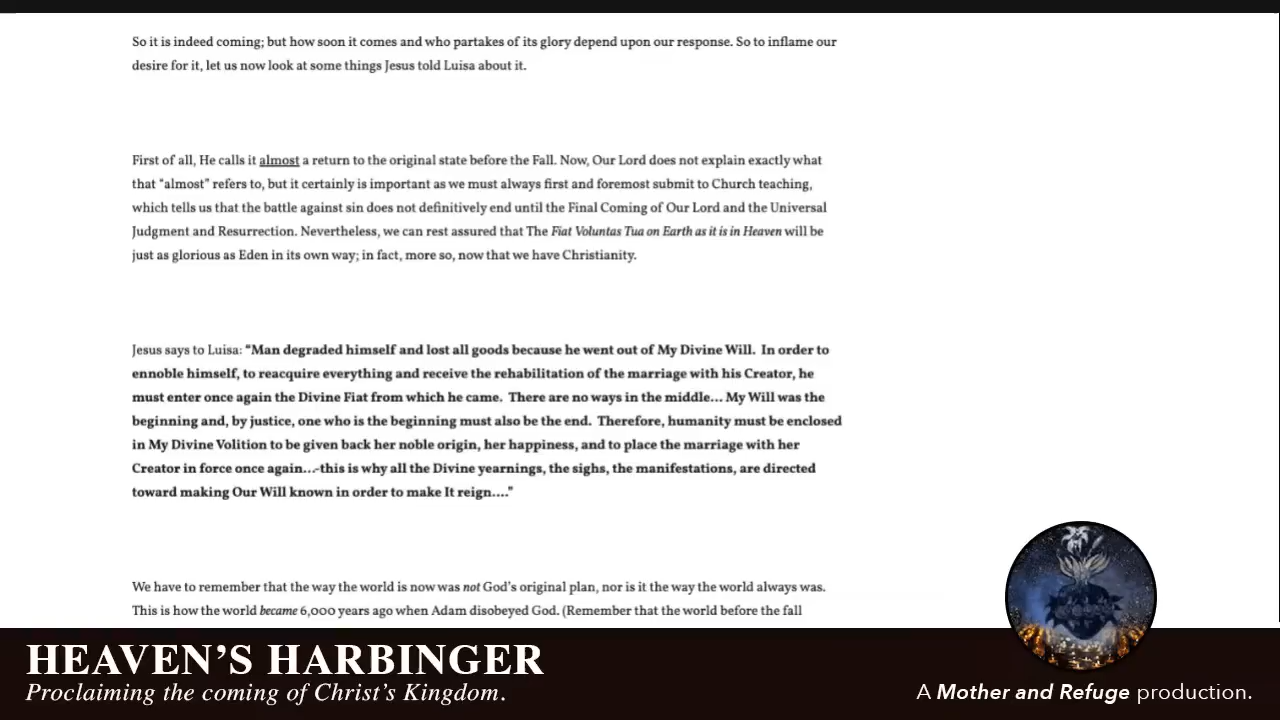 So it is indeed coming; but how soon it comes and who partakes of its glory depend upon our response. So to inflame our
desire for it, let us now look at some things Jesus told Luisa about it.
First of all, He calls it almost a return to the original state before the Fall. Now, Our Lord does not explain exactly what
that “almost” refers to, but it certainly is important as we must always first and foremost submit to Church teaching,
which tells us that the battle against sin does not definitively end until the Final Coming of Our Lord and the Universal
Judgment and Resurrection. Nevertheless, we can rest assured that The Fiat Voluntas Tua on Earth as it is in Heaven will be
just as glorious as Eden in its own way; in fact, more so, now that we have Christianity.
Jesus says to Luisa: “Man degraded himself and lost all goods because he went out of My Divine Will.  In order to
ennoble himself, to reacquire everything and receive the rehabilitation of the marriage with his Creator, he
must enter once again the Divine Fiat from which he came.  There are no ways in the middle… My Will was the
beginning and, by justice, one who is the beginning must also be the end.  Therefore, humanity must be enclosed
in My Divine Volition to be given back her noble origin, her happiness, and to place the marriage with her
Creator in force once again…-this is why all the Divine yearnings, the sighs, the manifestations, are directed
toward making Our Will known in order to make It reign….”
We have to remember that the way the world is now was not God’s original plan, nor is it the way the world always was.
This is how the world became 6,000 years ago when Adam disobeyed God. (Remember that the world before the fall
HEAVEN’S HARBINGER
Proclaiming the coming of Christ’s Kingdom.
A Mother and Refuge production.